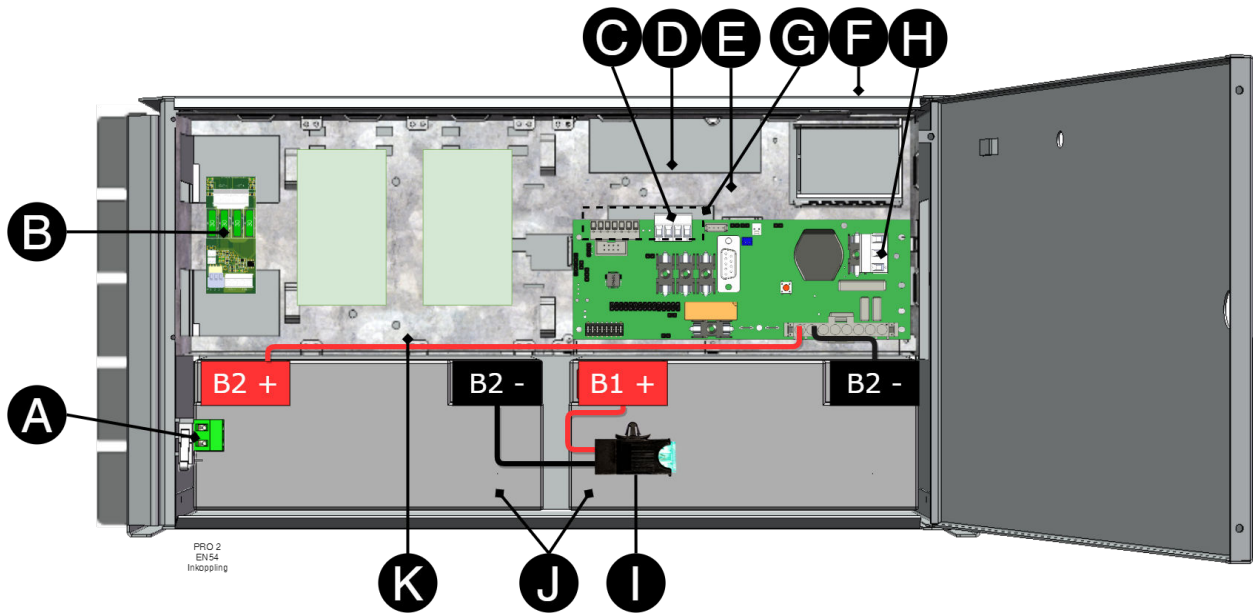 C D E G F H
B
B2 + B2 - B1 + B2 -
A
PRO 2
EN54
Inkoppling
K J I